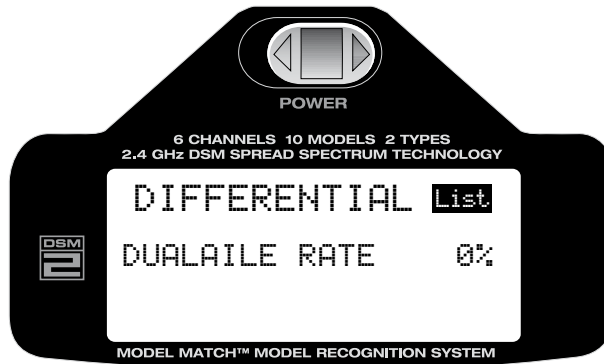 POWER
6 CHANNELS 10 MODELS 2 TYPES
2.4 GHz DSM SPREAD SPECTRUM TECHNOLOGY
DIFFERENTIAL List
DUALAILE RATE 0%
DSM
2
MODEL MATCH™ MODEL RECOGNITION SYSTEM